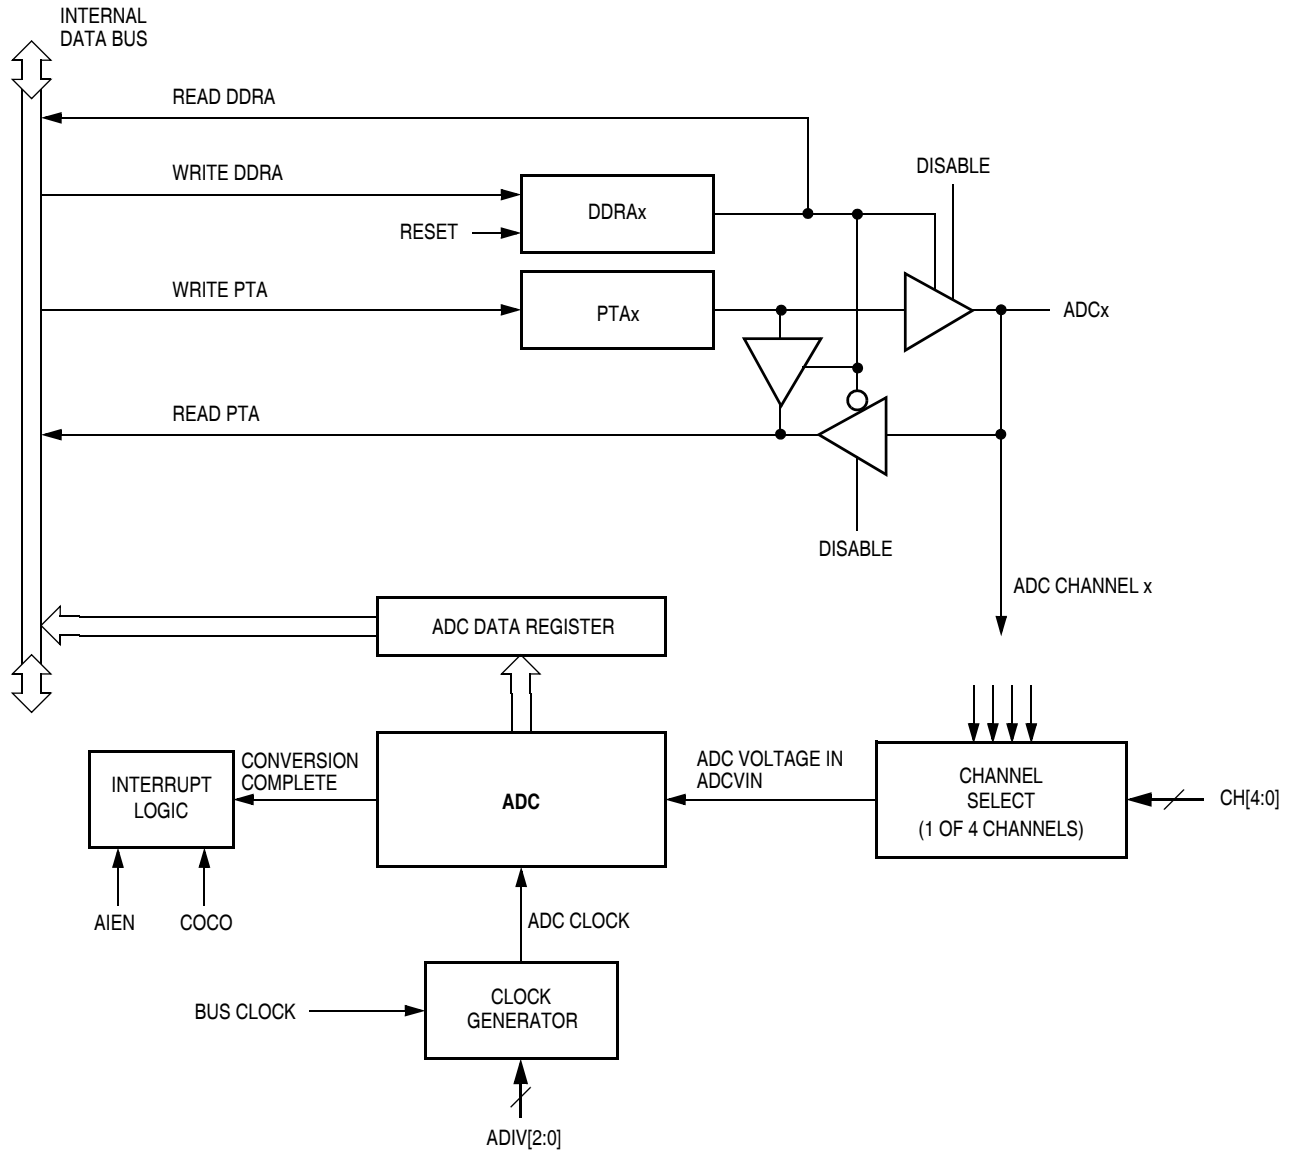 INTERNAL
DATA BUS
READ DDRA
WRITE DDRA
DISABLE
DDRAx
RESET
WRITE PTA
PTAx
ADCx
READ PTA
DISABLE
ADC CHANNEL x
ADC DATA REGISTER
INTERRUPT
LOGIC
CONVERSION
COMPLETE
ADC
ADC VOLTAGE IN
ADCVIN
CHANNEL
SELECT
(1 OF 4 CHANNELS)
CH[4:0]
AIEN
COCO
ADC CLOCK
BUS CLOCK
CLOCK
GENERATOR
ADIV[2:0]